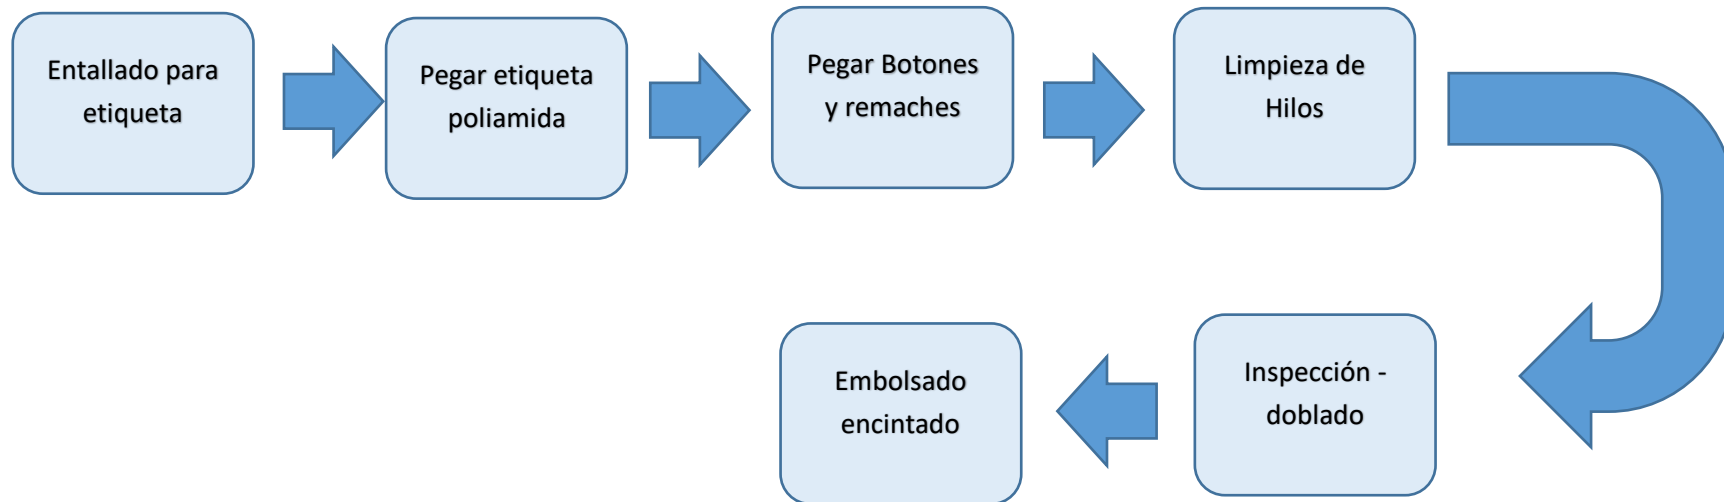 Entallado para
etiqueta
Pegar etiqueta
poliamida
Pegar Botones
y remaches
Limpieza de
Hilos
Inspección -
doblado
Embolsado
encintado